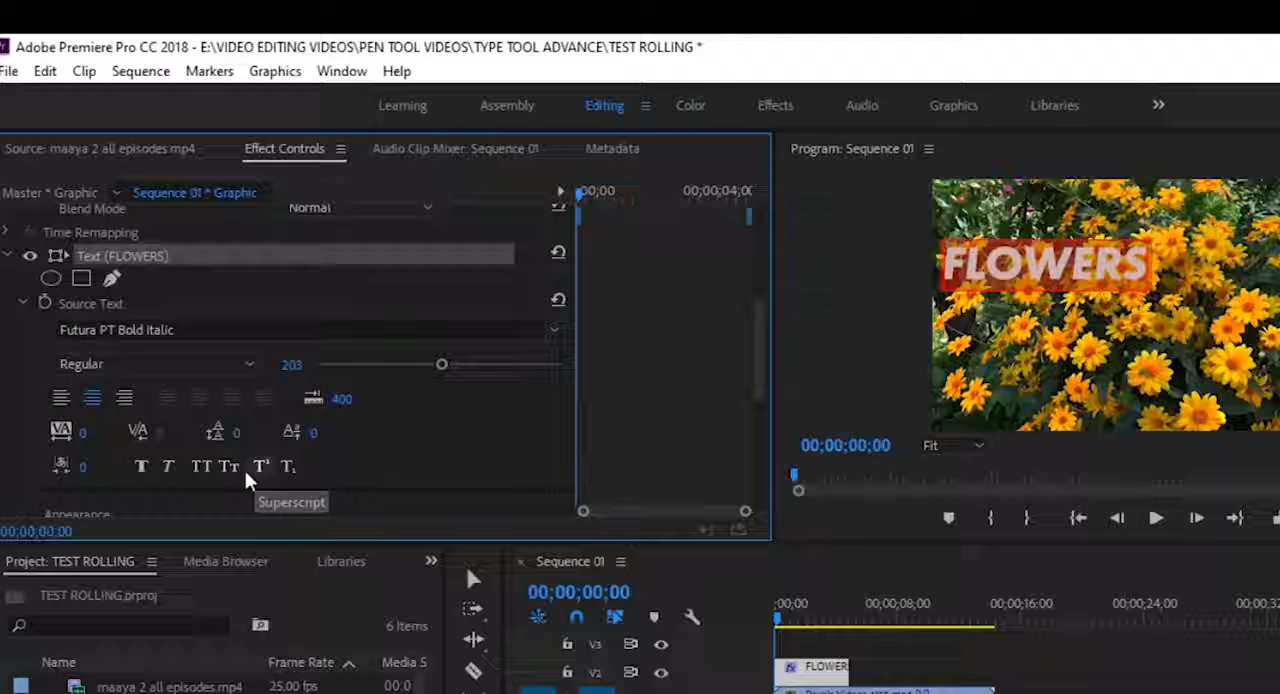 Adobe Premiere Pro CC 2018 - E:\VIDEO EDITING VIDEOS\PEN TOOL VIDEOS\TYPE TOOL ADVANCE\TEST ROLLING *
File Edit Clip Sequence Markers Graphics Window Help
Learning Assembly Editing Color Effects Audio Graphics Libraries
Source: maaya 2 all episodes.mp4 Effect Controls Audio Clip Mixer: Sequence 01 Metadata Program: Sequence 01
Master * Graphic Sequence 01 * Graphic 00;00 00;00;04;00
Blend Mode Normal
Time Remapping
Text (FLOWERS)
FLOWERS
Source Text
Futura PT Bold Italic
Regular 203
400
0 0 0
0
Superscript
Appearance
00;00;00;00
00;00;00;00 Fit
Project: TEST ROLLING Media Browser Libraries Sequence 01
TEST ROLLING.prproj 00;00;00;00
6 Items ;00;00 00;00;08;00 00;00;16;00 00;00;24;00 00;00;32
V3
Name Frame Rate Media S FLOWER
V2
maaya 2 all episodes.mp4 25.00 fps 00:0